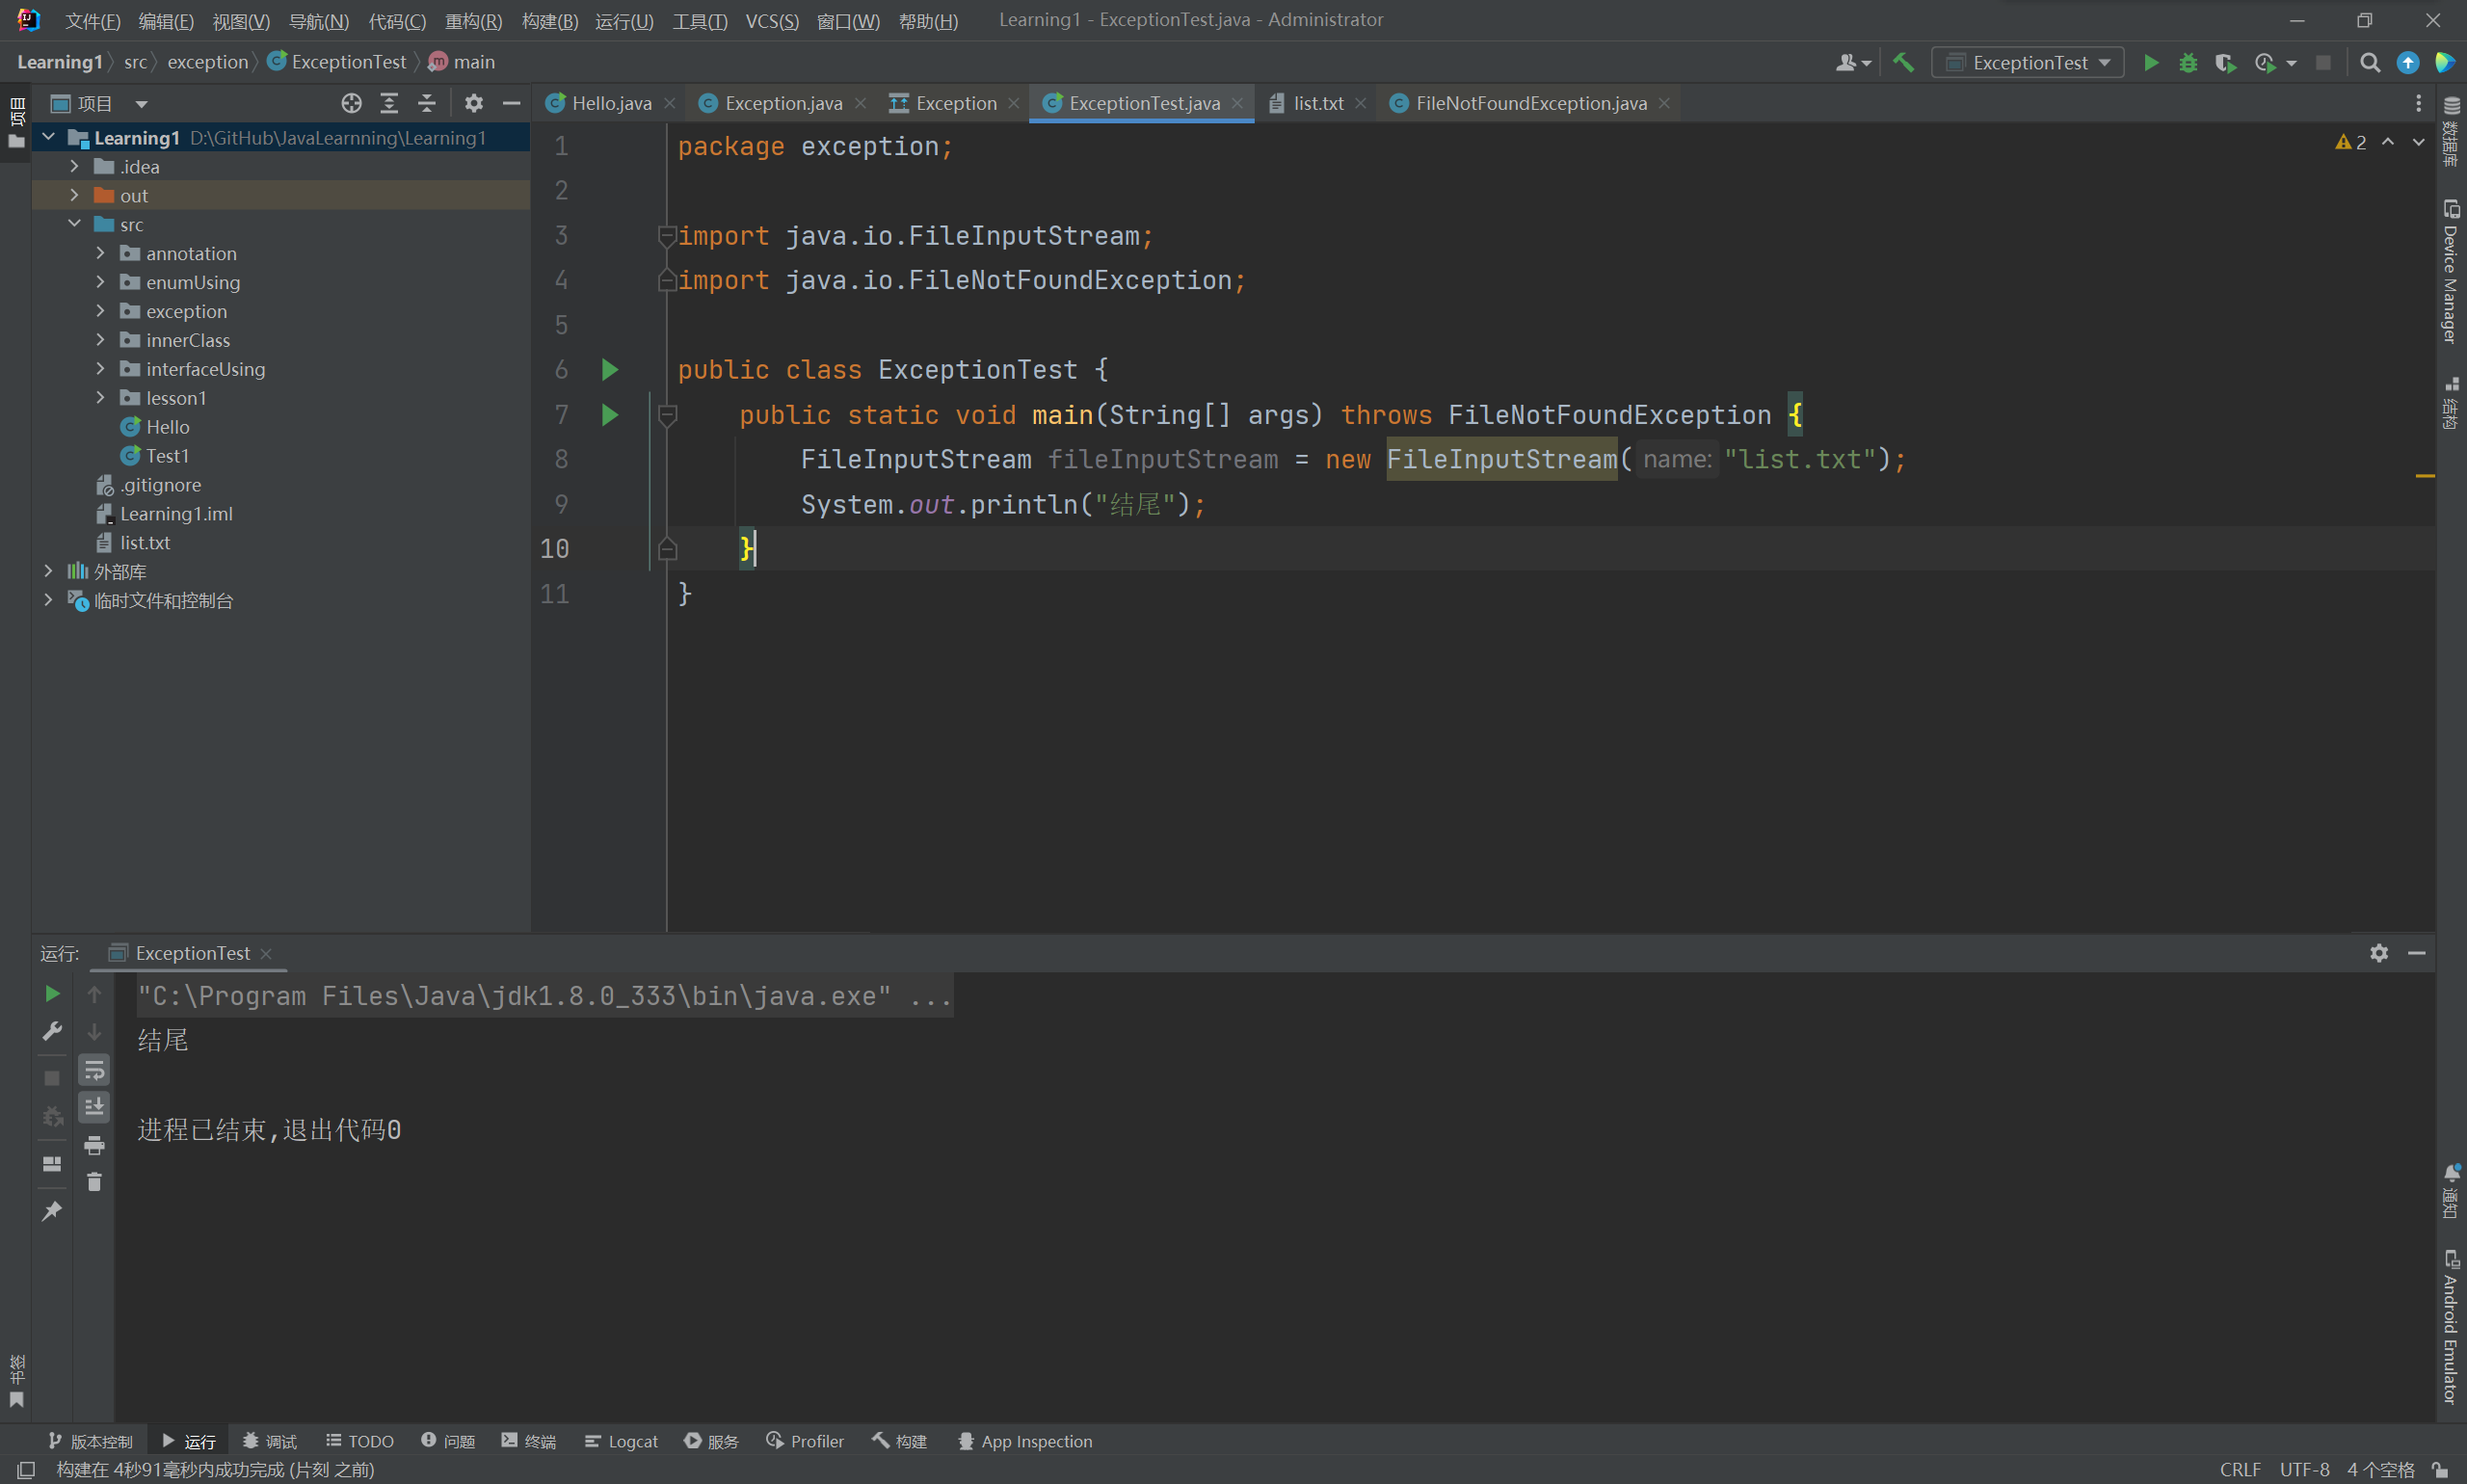 文件(F) 编辑(E) 视图(V) 导航(N) 代码(C) 重构(R) 构建(B) 运行(U) 工具(T) VCS(S) 窗口(W) 帮助(H) Learning1 - ExceptionTest.java - Administrator
Learning1 src exception ExceptionTest main
ExceptionTest
项目
项目
Hello.java Exception.java Exception ExceptionTest.java list.txt FileNotFoundException.java
Learning1 D:\GitHub\JavaLearnning\Learning1
.idea
out
src
annotation
enumUsing
exception
innerClass
interfaceUsing
lesson1
Hello
Test1
.gitignore
Learning1.iml
list.txt
外部库
临时文件和控制台
1 package exception;
2
3 import java.io.FileInputStream;
4 import java.io.FileNotFoundException;
5
6 public class ExceptionTest {
7 public static void main(String[] args) throws FileNotFoundException {
8 FileInputStream fileInputStream = new FileInputStream( name: "list.txt");
9 System.out.println("结尾");
10 }
11 }
2
数据库
Device Manager
结构
通知
Android Emulator
运行: ExceptionTest
"C:\Program Files\Java\jdk1.8.0_333\bin\java.exe" ...
结尾
进程已结束,退出代码0
书签
版本控制 运行 调试 TODO 问题 终端 Logcat 服务 Profiler 构建 App Inspection
构建在 4秒91毫秒内成功完成 (片刻 之前) CRLF UTF-8 4 个空格